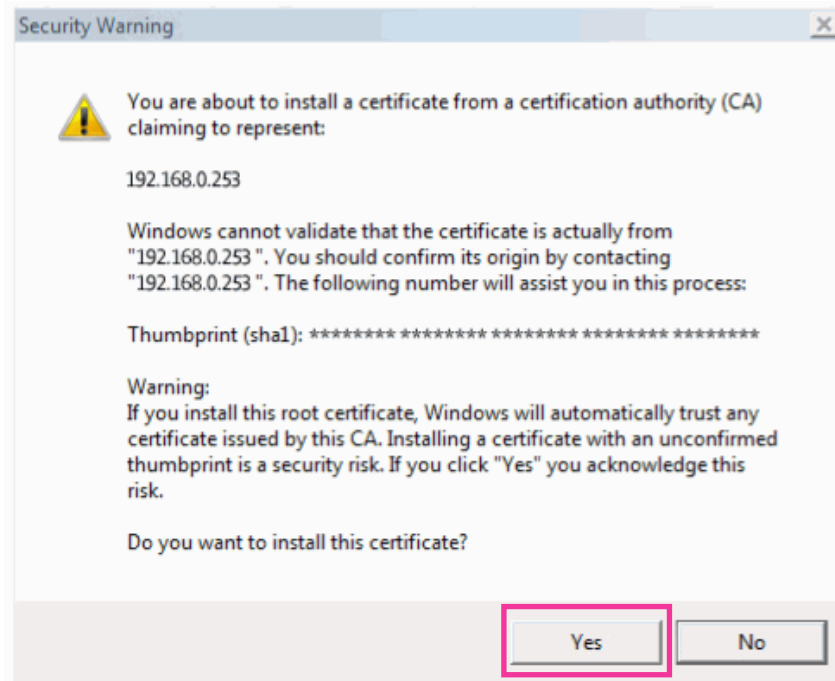 Security Warning
You are about to install a certificate from a certification authority (CA)
claiming to represent:
192.168.0.253
Windows cannot validate that the certificate is actually from
"192.168.0.253 ". You should confirm its origin by contacting
"192.168.0.253 ". The following number will assist you in this process:
Thumbprint (sha1): ******** ******** ******** ******** ********
Warning:
If you install this root certificate, Windows will automatically trust any
certificate issued by this CA. Installing a certificate with an unconfirmed
thumbprint is a security risk. If you click "Yes" you acknowledge this
risk.
Do you want to install this certificate?
Yes No